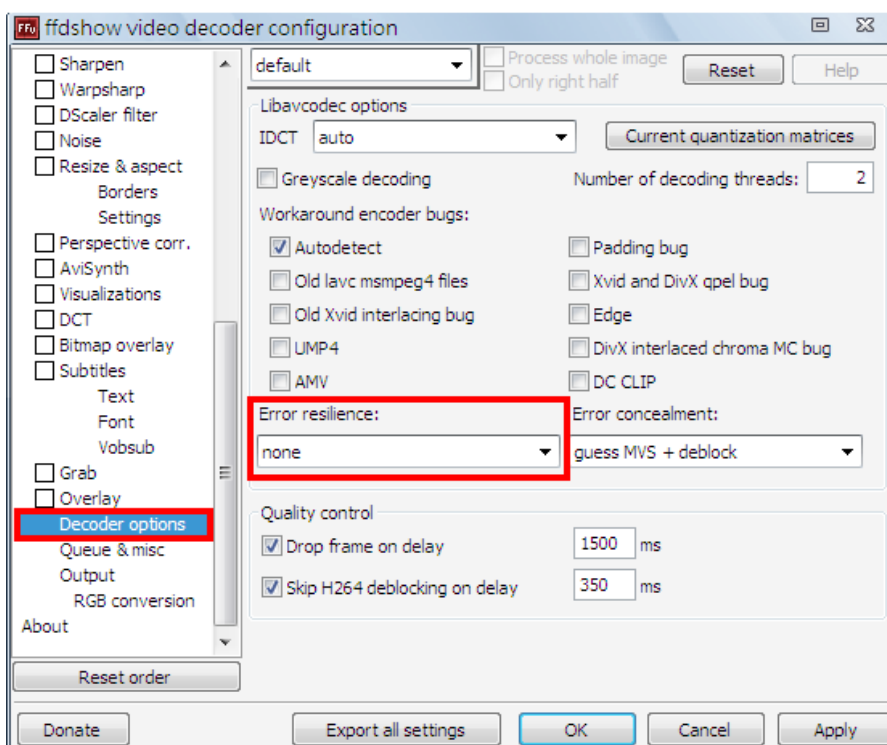 ffdshow video decoder configuration
Sharpen
Warpsharp
DScaler filter
Noise
Resize & aspect
Borders
Settings
Perspective corr.
AviSynth
Visualizations
DCT
Bitmap overlay
Subtitles
Text
Font
Vobsub
Grab
Overlay
Decoder options
Queue & misc
Output
RGB conversion
About
Reset order
default
Process whole image
Only right half
Reset
Help
Libavcodec options
IDCT auto
Current quantization matrices
Greyscale decoding
Number of decoding threads: 2
Workaround encoder bugs:
Autodetect
Padding bug
Old lavc msmpeg4 files
Xvid and DivX qpel bug
Old Xvid interlacing bug
Edge
UMP4
DivX interlaced chroma MC bug
AMV
DC CLIP
Error resilience:
Error concealment:
none
guess MVS + deblock
Quality control
Drop frame on delay 1500 ms
Skip H264 deblocking on delay 350 ms
Donate
Export all settings
OK
Cancel
Apply